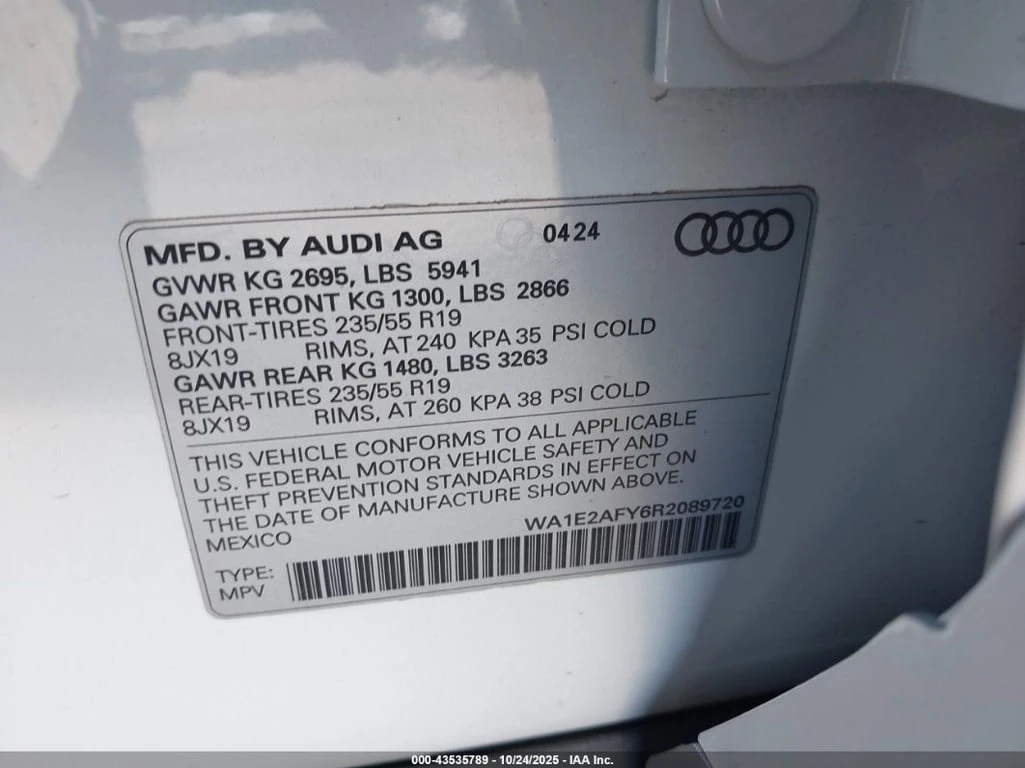 MFD. BY AUDI AG 0424
GVWR KG 2695, LBS 5941
GAWR FRONT KG 1300, LBS 2866
FRONT-TIRES 235/55 R19
8JX19 RIMS, AT 240 KPA 35 PSI COLD
GAWR REAR KG 1480, LBS 3263
REAR-TIRES 235/55 R19
8JX19 RIMS, AT 260 KPA 38 PSI COLD
THIS VEHICLE CONFORMS TO ALL APPLICABLE
U.S. FEDERAL MOTOR VEHICLE SAFETY AND
THEFT PREVENTION STANDARDS IN EFFECT ON
THE DATE OF MANUFACTURE SHOWN ABOVE.
MEXICO WA1E2AFY6R2089720
TYPE:
MPV
000-43535789 - 10/24/2025 - IAA Inc.